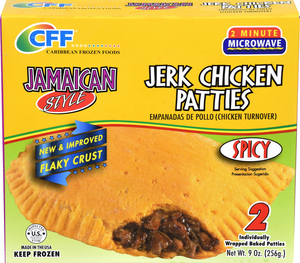 CFF
CARIBBEAN FROZEN FOODS
2 MINUTE
MICROWAVE
JAMAICAN
STYLE
JERK CHICKEN
PATTIES
EMPANADAS DE POLLO (CHICKEN TURNOVER)
NEW & IMPROVED
FLAKY CRUST
SPICY
Serving Suggestion
Presentacion Sugerida
U.S.
MADE IN THE USA
KEEP FROZEN
2
Individually
Wrapped Baked Patties
Net Wt. 9 Oz. (256g.)